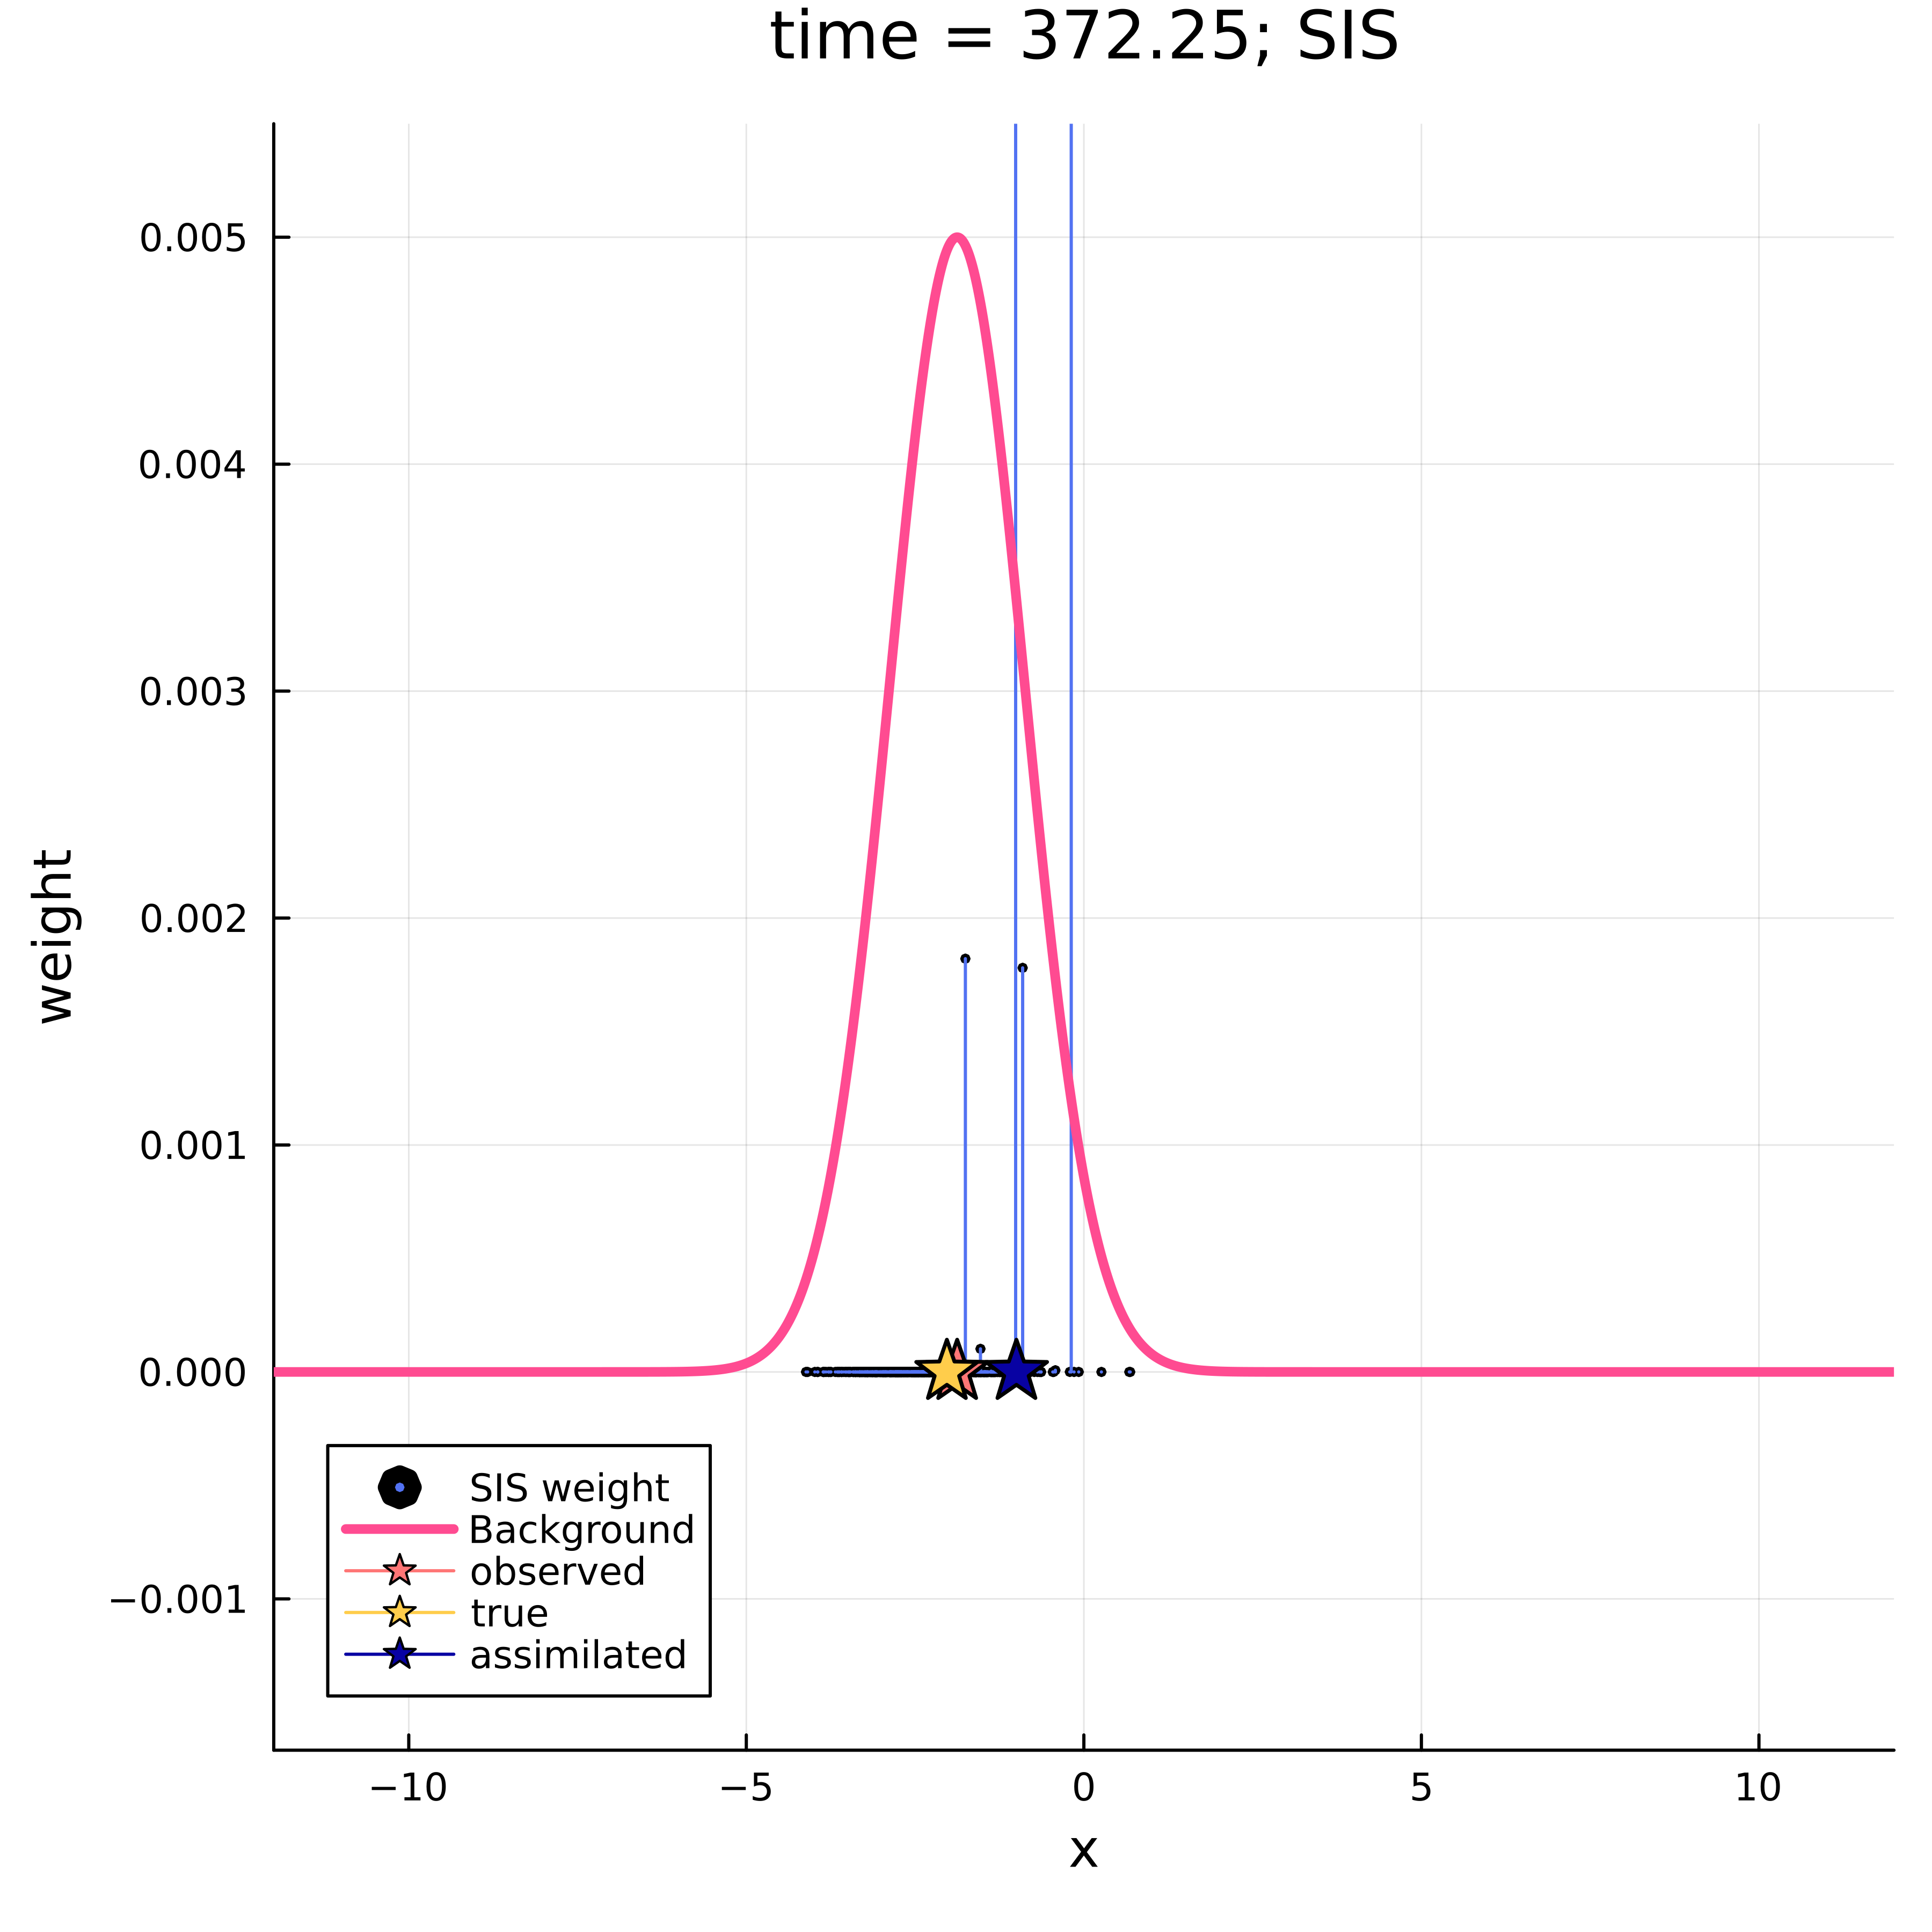 time = 372.25; SIS
weight
0.005
0.004
0.003
0.002
0.001
0.000
−0.001
SIS weight
Background
observed
true
assimilated
−10 −5 0 5 10
x